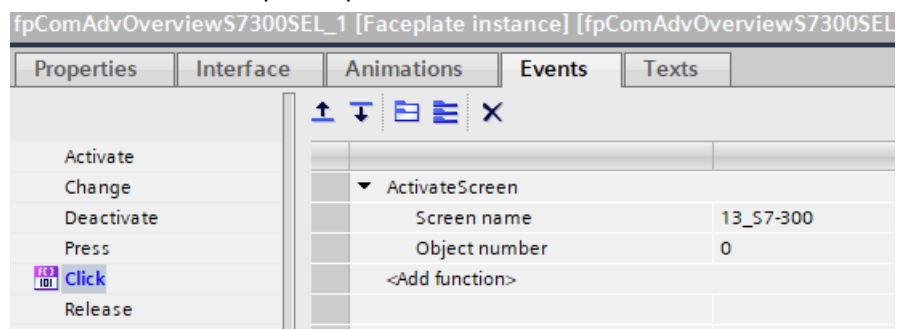 fpComAdvOverviewS7300SEL_1 [Faceplate instance] [fpComAdvOverviewS7300SEL
Properties Interface Animations Events Texts
Activate
Change ActivateScreen
Deactivate Screen name 13_S7-300
Press Object number 0
Click <Add function>
Release